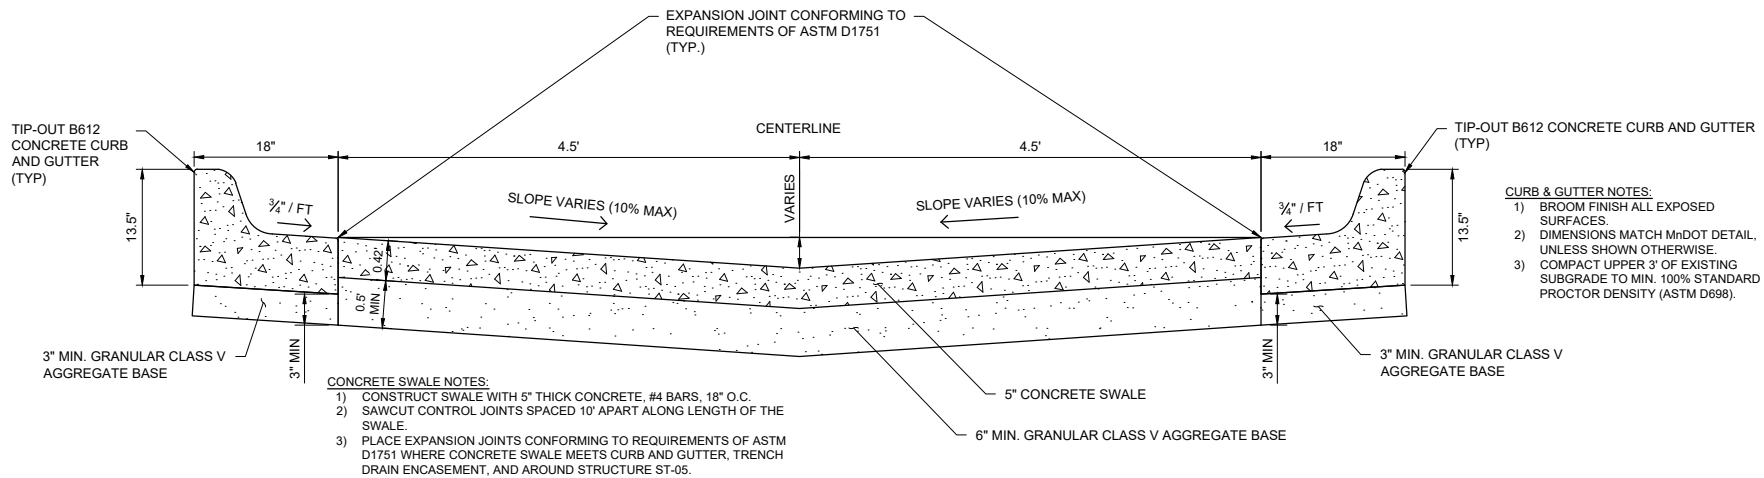 EXPANSION JOINT CONFORMING TO
REQUIREMENTS OF ASTM D1751
(TYP.)
TIP-OUT B612
CONCRETE CURB
AND GUTTER
(TYP)
CENTERLINE
TIP-OUT B612 CONCRETE CURB AND GUTTER
(TYP)
18"
4.5'
4.5'
18"
13.5"
¾" / FT
SLOPE VARIES (10% MAX)
VARIES
SLOPE VARIES (10% MAX)
¾" / FT
13.5"
CURB & GUTTER NOTES:
1) BROOM FINISH ALL EXPOSED
SURFACES.
2) DIMENSIONS MATCH MnDOT DETAIL,
UNLESS SHOWN OTHERWISE.
3) COMPACT UPPER 3' OF EXISTING
SUBGRADE TO MIN. 100% STANDARD
PROCTOR DENSITY (ASTM D698).
0.42'
0.5'
MIN
3" MIN
3" MIN
3" MIN. GRANULAR CLASS V
AGGREGATE BASE
3" MIN. GRANULAR CLASS V
AGGREGATE BASE
CONCRETE SWALE NOTES:
1) CONSTRUCT SWALE WITH 5" THICK CONCRETE, #4 BARS, 18" O.C.
2) SAWCUT CONTROL JOINTS SPACED 10' APART ALONG LENGTH OF THE
SWALE.
3) PLACE EXPANSION JOINTS CONFORMING TO REQUIREMENTS OF ASTM
D1751 WHERE CONCRETE SWALE MEETS CURB AND GUTTER, TRENCH
DRAIN ENCASEMENT, AND AROUND STRUCTURE ST-05.
5" CONCRETE SWALE
6" MIN. GRANULAR CLASS V AGGREGATE BASE